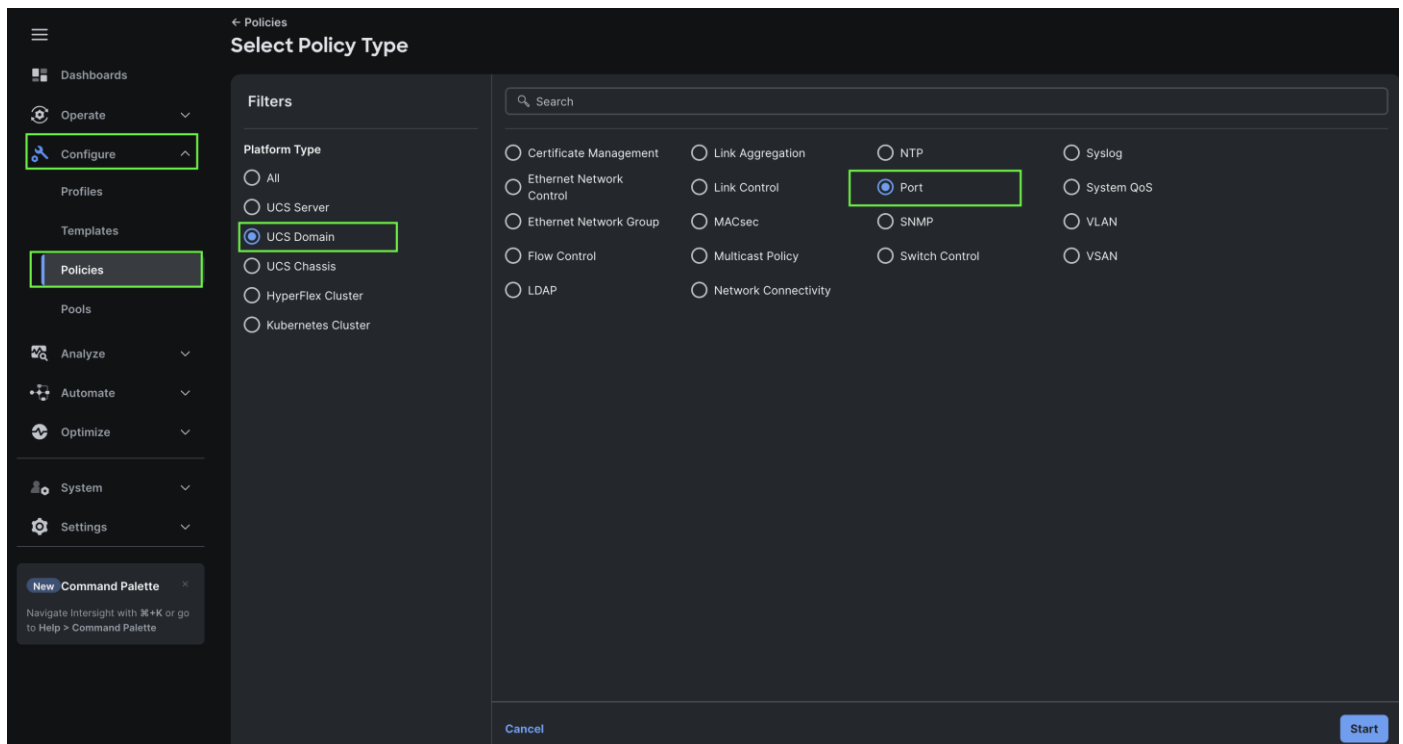 ← Policies
Select Policy Type
Dashboards
Operate
Configure
Profiles
Templates
Policies
Pools
Analyze
Automate
Optimize
System
Settings
New Command Palette ×
Navigate Intersight with ⌘+K or go
to Help > Command Palette
Filters
Platform Type
All
UCS Server
UCS Domain
UCS Chassis
HyperFlex Cluster
Kubernetes Cluster
Search
Certificate Management
Link Aggregation
NTP
Syslog
Ethernet Network
Control
Link Control
Port
System QoS
Ethernet Network Group
MACsec
SNMP
VLAN
Flow Control
Multicast Policy
Switch Control
VSAN
LDAP
Network Connectivity
Cancel
Start